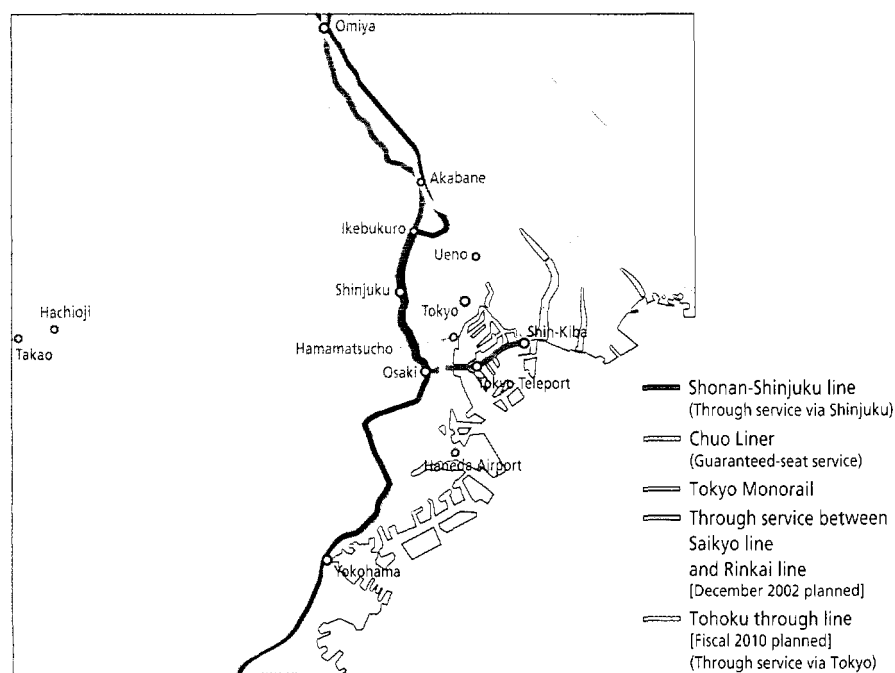 Omiya
Akabane
Ikebukuro
Ueno
Shinjuku
Tokyo
Hachioji
Takao
Hamamatsucho
Shin-Kiba
Osaki
Tokyo Teleport
Haneda Airport
Yokohama
Shonan-Shinjuku line
(Through service via Shinjuku)
Chuo Liner
(Guaranteed-seat service)
Tokyo Monorail
Through service between
Saikyo line
and Rinkai line
[December 2002 planned]
Tohoku through line
[Fiscal 2010 planned]
(Through service via Tokyo)